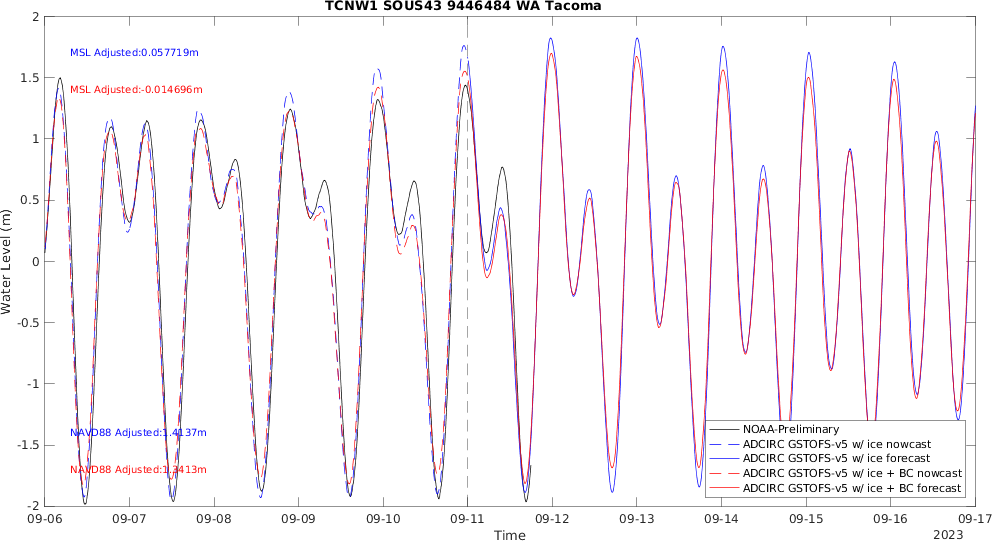 TCNW1 SOUS43 9446484 WA Tacoma
2
1.5
1
0.5
0
-0.5
-1
-1.5
-2
Water Level (m)
MSL Adjusted:0.057719m
MSL Adjusted:-0.014696m
NAVD88 Adjusted:1.4137m
NAVD88 Adjusted:1.3413m
NOAA-Preliminary
ADCIRC GSTOFS-v5 w/ ice nowcast
ADCIRC GSTOFS-v5 w/ ice forecast
ADCIRC GSTOFS-v5 w/ ice + BC nowcast
ADCIRC GSTOFS-v5 w/ ice + BC forecast
09-06 09-07 09-08 09-09 09-10 09-11 09-12 09-13 09-14 09-15 09-16 09-17
Time
2023